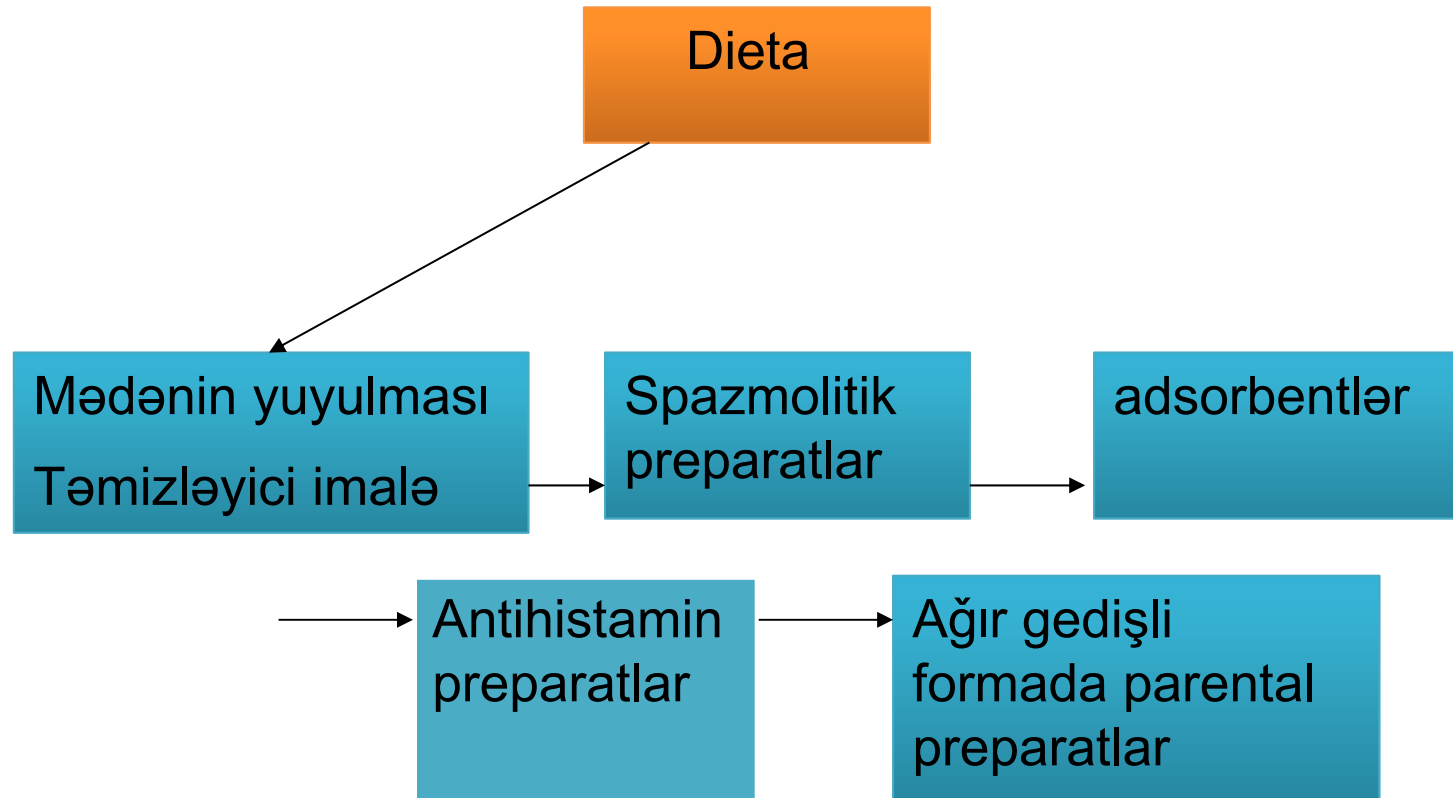 Dieta
Mədənin yuyulması
Təmizləyici imalə
Spazmolitik
preparatlar
adsorbentlər
Antihistamin
preparatlar
Ağır gedişli
formada parental
preparatlar